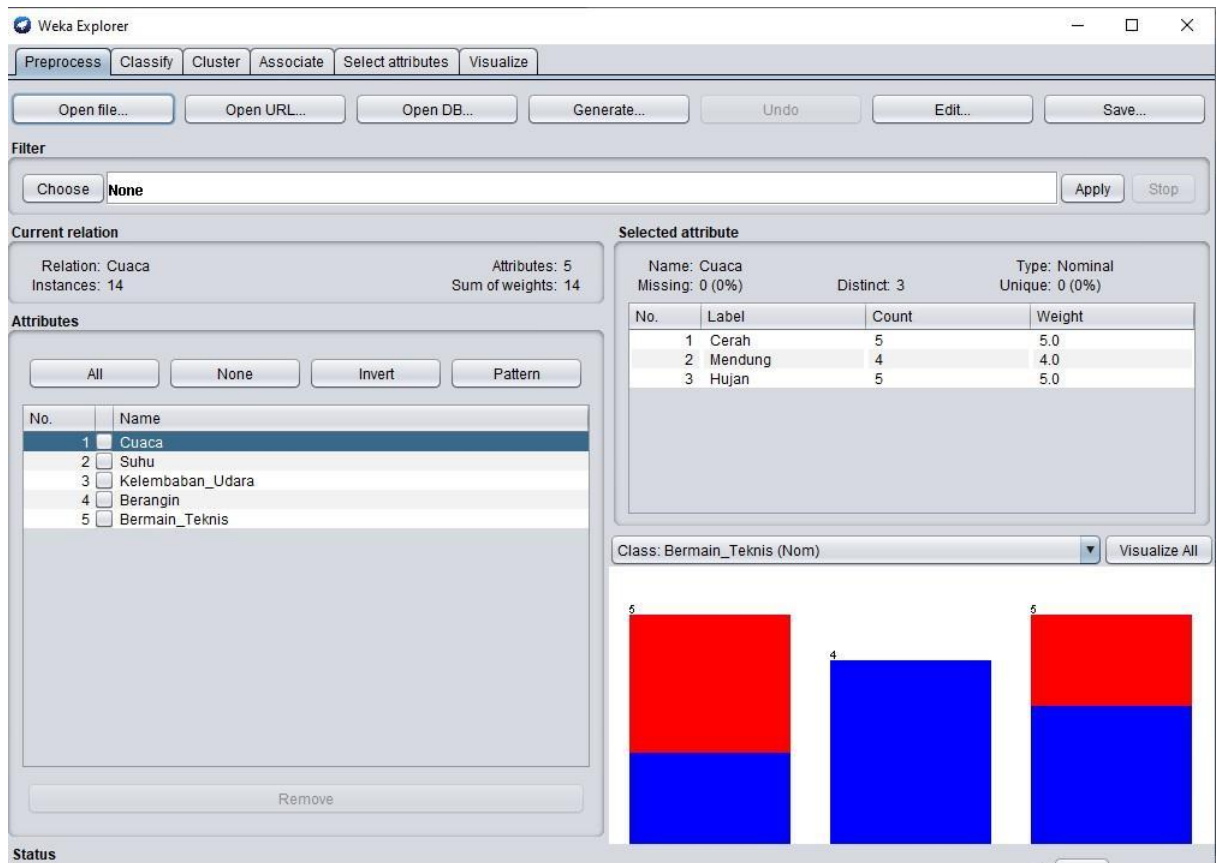 Weka Explorer
Preprocess Classify Cluster Associate Select attributes Visualize
Open file... Open URL... Open DB... Generate... Undo Edit... Save...
Filter
Choose None Apply Stop
Current relation
Relation: Cuaca Attributes: 5
Instances: 14 Sum of weights: 14
Attributes
All None Invert Pattern
No. Name
1 Cuaca
2 Suhu
3 Kelembaban_Udara
4 Berangin
5 Bermain_Teknis
Remove
Selected attribute
Name: Cuaca Type: Nominal
Missing: 0 (0%) Distinct: 3 Unique: 0 (0%)
No. Label Count Weight
1 Cerah 5 5.0
2 Mendung 4 4.0
3 Hujan 5 5.0
Class: Bermain_Teknis (Nom) Visualize All
5 4 5
Status